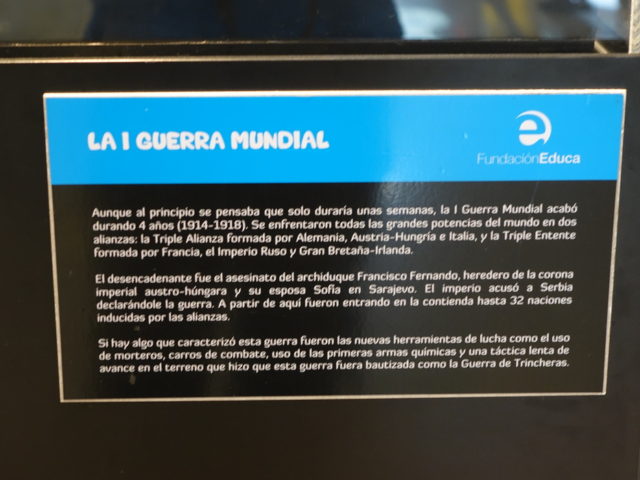 LA I GUERRA MUNDIAL
e
FundaciónEduca
Aunque al principio se pensaba que solo duraría unas semanas, la I Guerra Mundial acabó
durando 4 años (1914-1918). Se enfrentaron todas las grandes potencias del mundo en dos
alianzas: la Triple Alianza formada por Alemania, Austria-Hungría e Italia, y la Triple Entente
formada por Francia, el Imperio Ruso y Gran Bretaña-Irlanda.
El desencadenante fue el asesinato del archiduque Francisco Fernando, heredero de la corona
imperial austro-húngara y su esposa Sofía en Sarajevo. El imperio acusó a Serbia
declarándole la guerra. A partir de aquí fueron entrando en la contienda hasta 32 naciones
inducidas por las alianzas.
Si hay algo que caracterizó esta guerra fueron las nuevas herramientas de lucha como el uso
de morteros, carros de combate, uso de las primeras armas químicas y una táctica lenta de
avance en el terreno que hizo que esta guerra fuera bautizada como la Guerra de Trincheras.